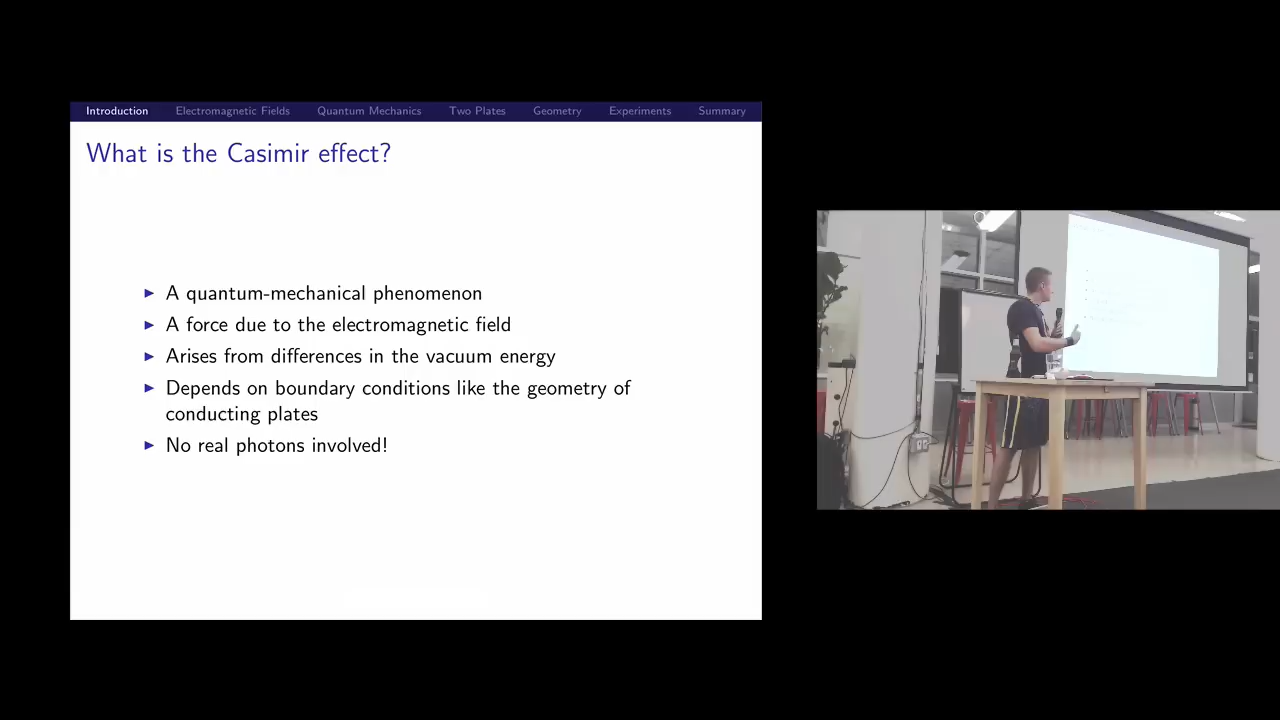 Introduction Electromagnetic Fields Quantum Mechanics Two Plates Geometry Experiments Summary
What is the Casimir effect?
▶ A quantum-mechanical phenomenon
▶ A force due to the electromagnetic field
▶ Arises from differences in the vacuum energy
▶ Depends on boundary conditions like the geometry of
conducting plates
▶ No real photons involved!